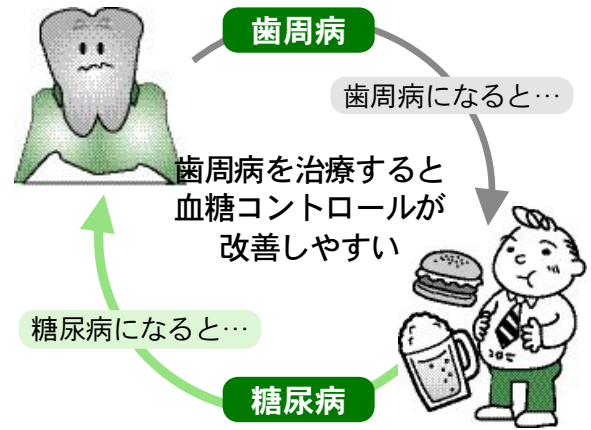 歯周病
歯周病になると…
歯周病を治療すると
血糖コントロールが
改善しやすい
糖尿病になると…
糖尿病